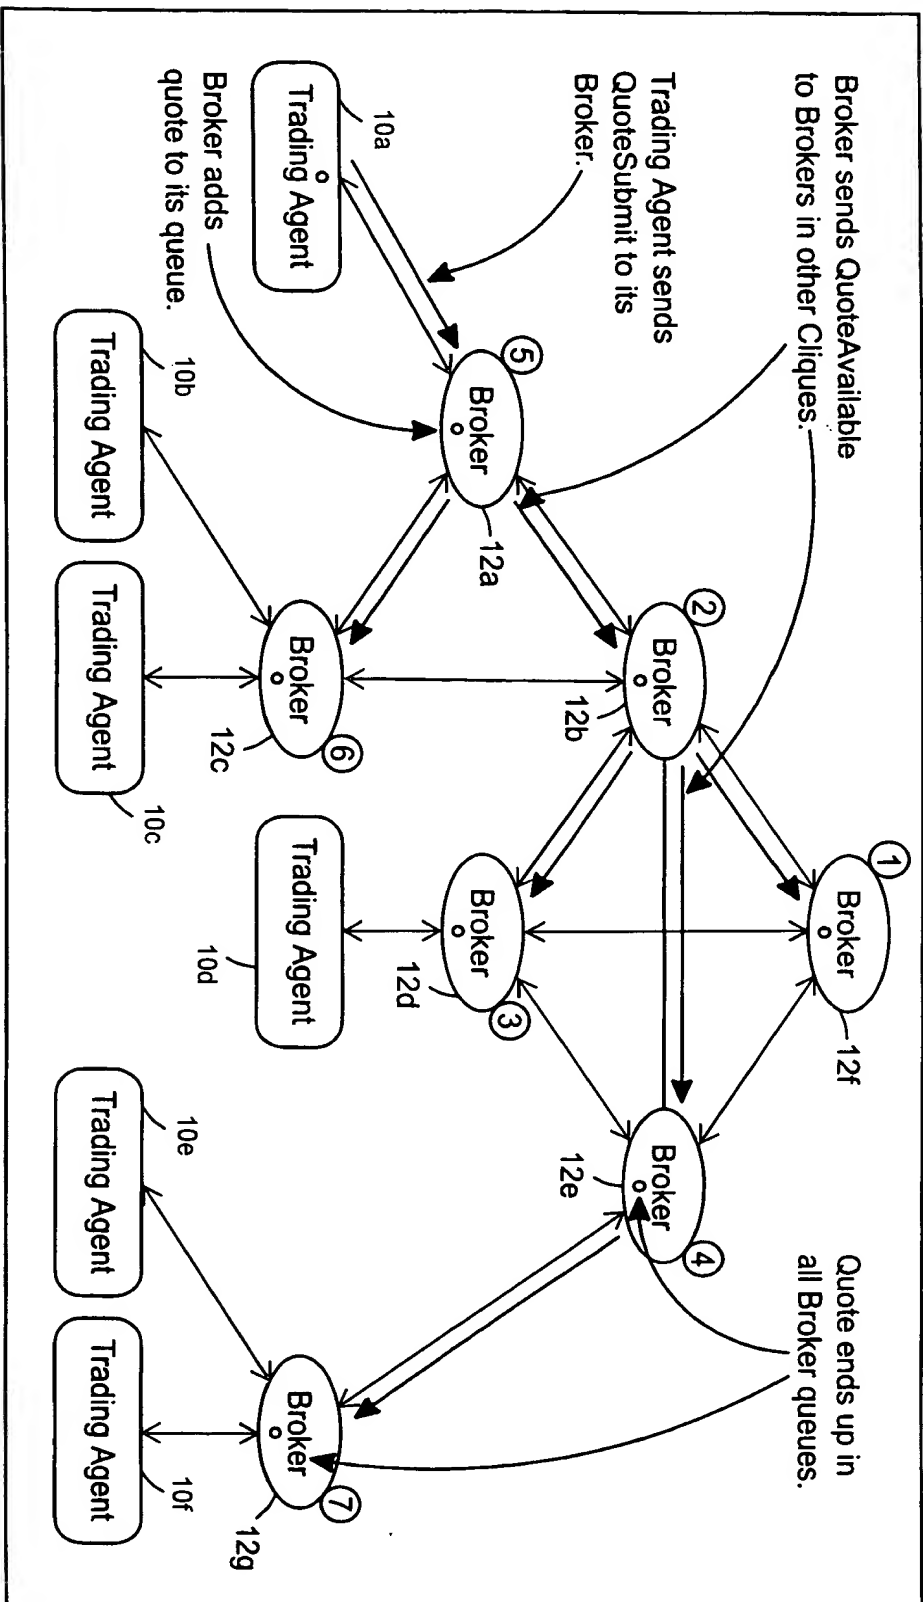 Broker sends QuoteAvailable
to Brokers in other Cliques.
Trading Agent sends
QuoteSubmit to its
Broker.
10a
Trading Agent
Broker adds
quote to its queue.
5
Broker
12a
2
Broker
12b
1
Broker
12f
Quote ends up in
all Broker queues.
4
Broker
12e
3
Broker
12d
6
Broker
12c
7
Broker
12g
10b
Trading Agent
10c
Trading Agent
10d
Trading Agent
10e
Trading Agent
10f
Trading Agent